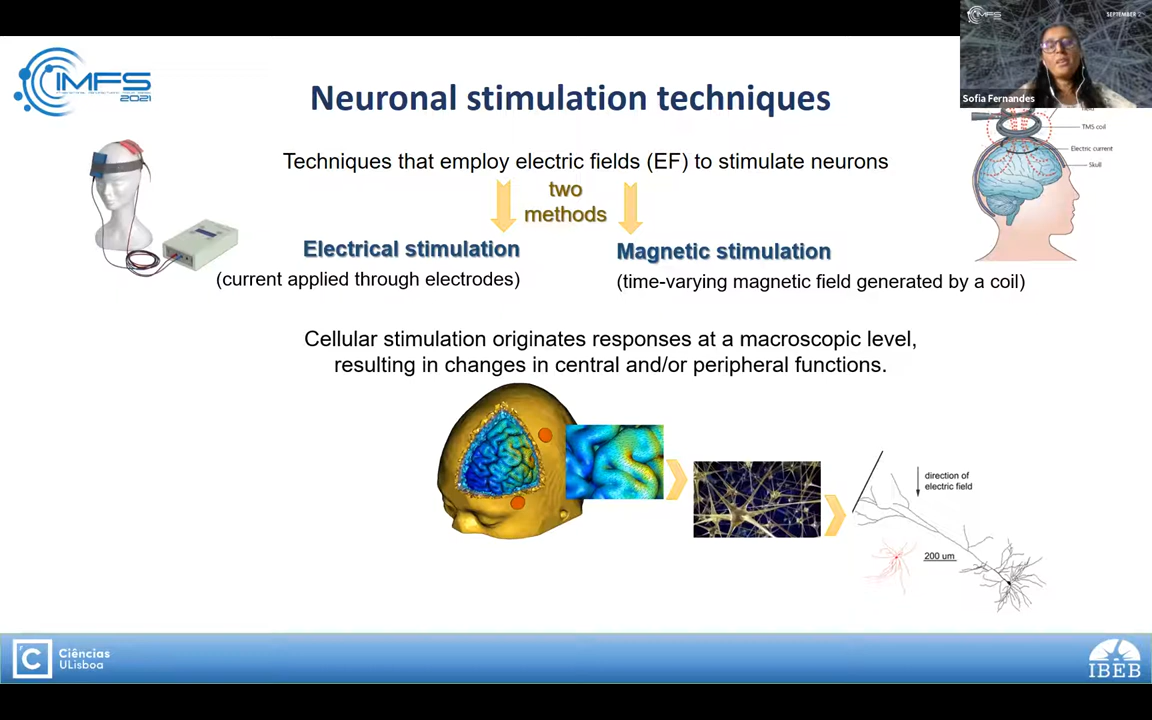 IMFS
SEPTEMBER
Sofia Fernandes
IMFS
2021
Neuronal stimulation techniques
Techniques that employ electric fields (EF) to stimulate neurons
two
methods
Electrical stimulation
(current applied through electrodes)
Magnetic stimulation
(time-varying magnetic field generated by a coil)
TMS coil
Electric current
Skull
Cellular stimulation originates responses at a macroscopic level,
resulting in changes in central and/or peripheral functions.
direction of
electric field
200 um
Ciências
ULisboa
IBEB